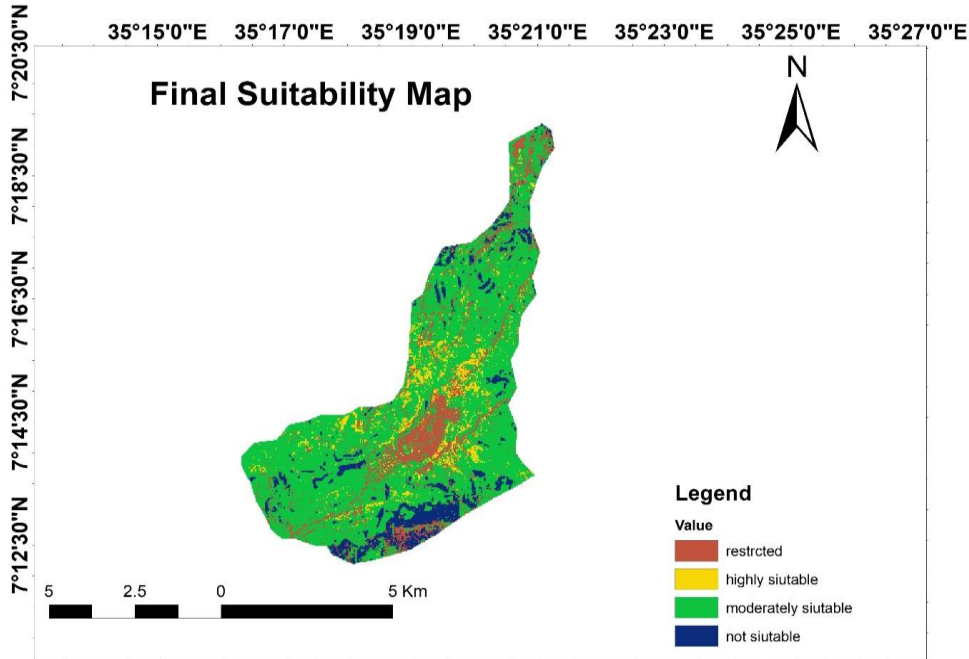 35°15'0"E 35°17'0"E 35°19'0"E 35°21'0"E 35°23'0"E 35°25'0"E 35°27'0"E
7°20'30"N
7°18'30"N
7°16'30"N
7°14'30"N
7°12'30"N
Final Suitability Map
N
Legend
Value
restrcted
highly siutable
moderately siutable
not siutable
5 2.5 0 5 Km